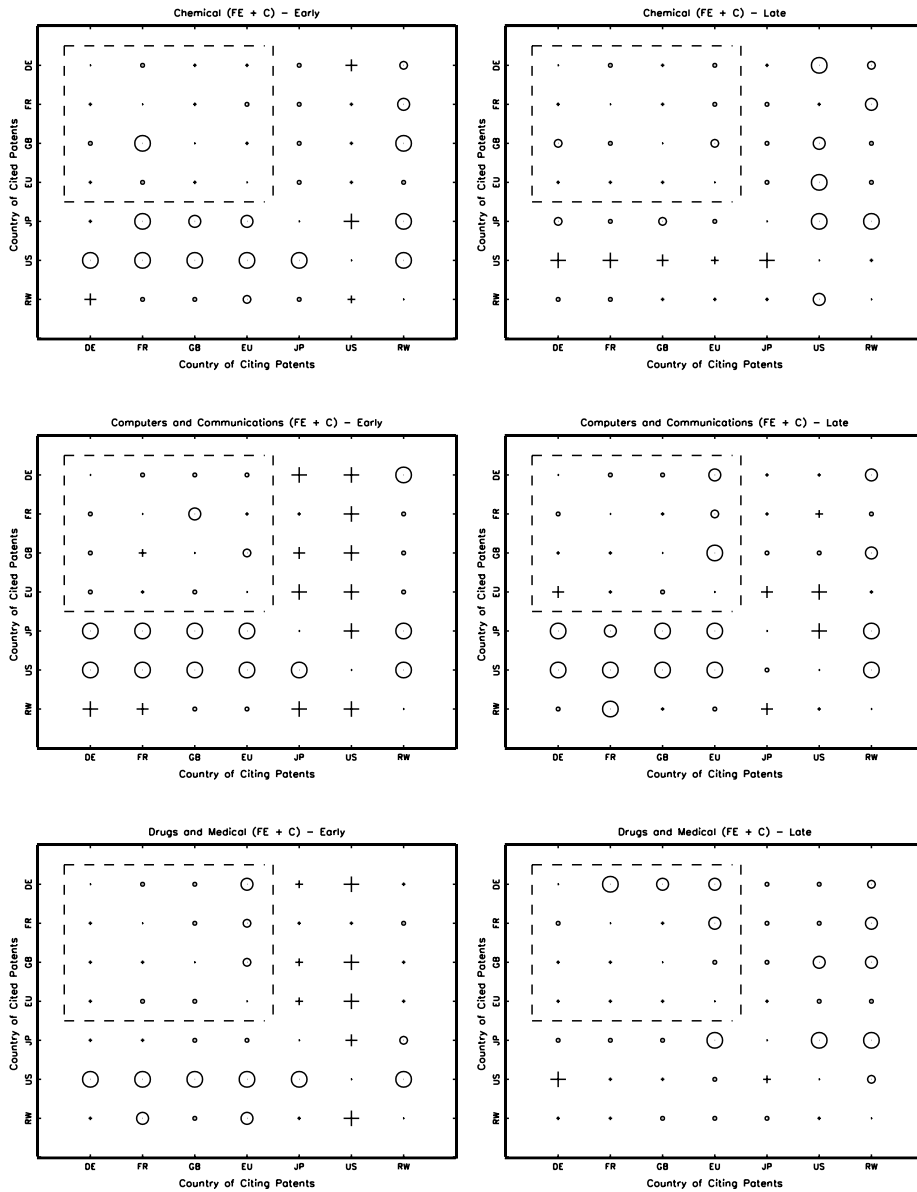 Chemical (FE + C) – Early
Country of Cited Patents
DE
FR
GB
EU
JP
US
RW
DE FR GB EU JP US RW
Country of Citing Patents
Chemical (FE + C) – Late
Country of Cited Patents
DE
FR
GB
EU
JP
US
RW
DE FR GB EU JP US RW
Country of Citing Patents
Computers and Communications (FE + C) – Early
Country of Cited Patents
DE
FR
GB
EU
JP
US
RW
DE FR GB EU JP US RW
Country of Citing Patents
Computers and Communications (FE + C) – Late
Country of Cited Patents
DE
FR
GB
EU
JP
US
RW
DE FR GB EU JP US RW
Country of Citing Patents
Drugs and Medical (FE + C) – Early
Country of Cited Patents
DE
FR
GB
EU
JP
US
RW
DE FR GB EU JP US RW
Country of Citing Patents
Drugs and Medical (FE + C) – Late
Country of Cited Patents
DE
FR
GB
EU
JP
US
RW
DE FR GB EU JP US RW
Country of Citing Patents